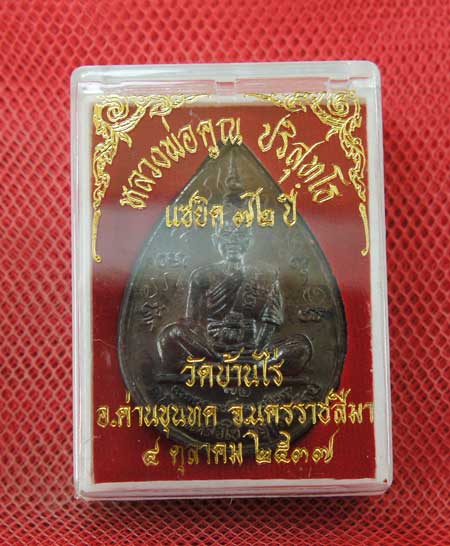 หลวงพ่อคูณ ปริสุทโธ
แซยิด ๗๒ ปี
วัดบ้านไร่
อ.ด่านขุนทด จ.นครราชสีมา
๔ ตุลาคม ๒๕๓๗